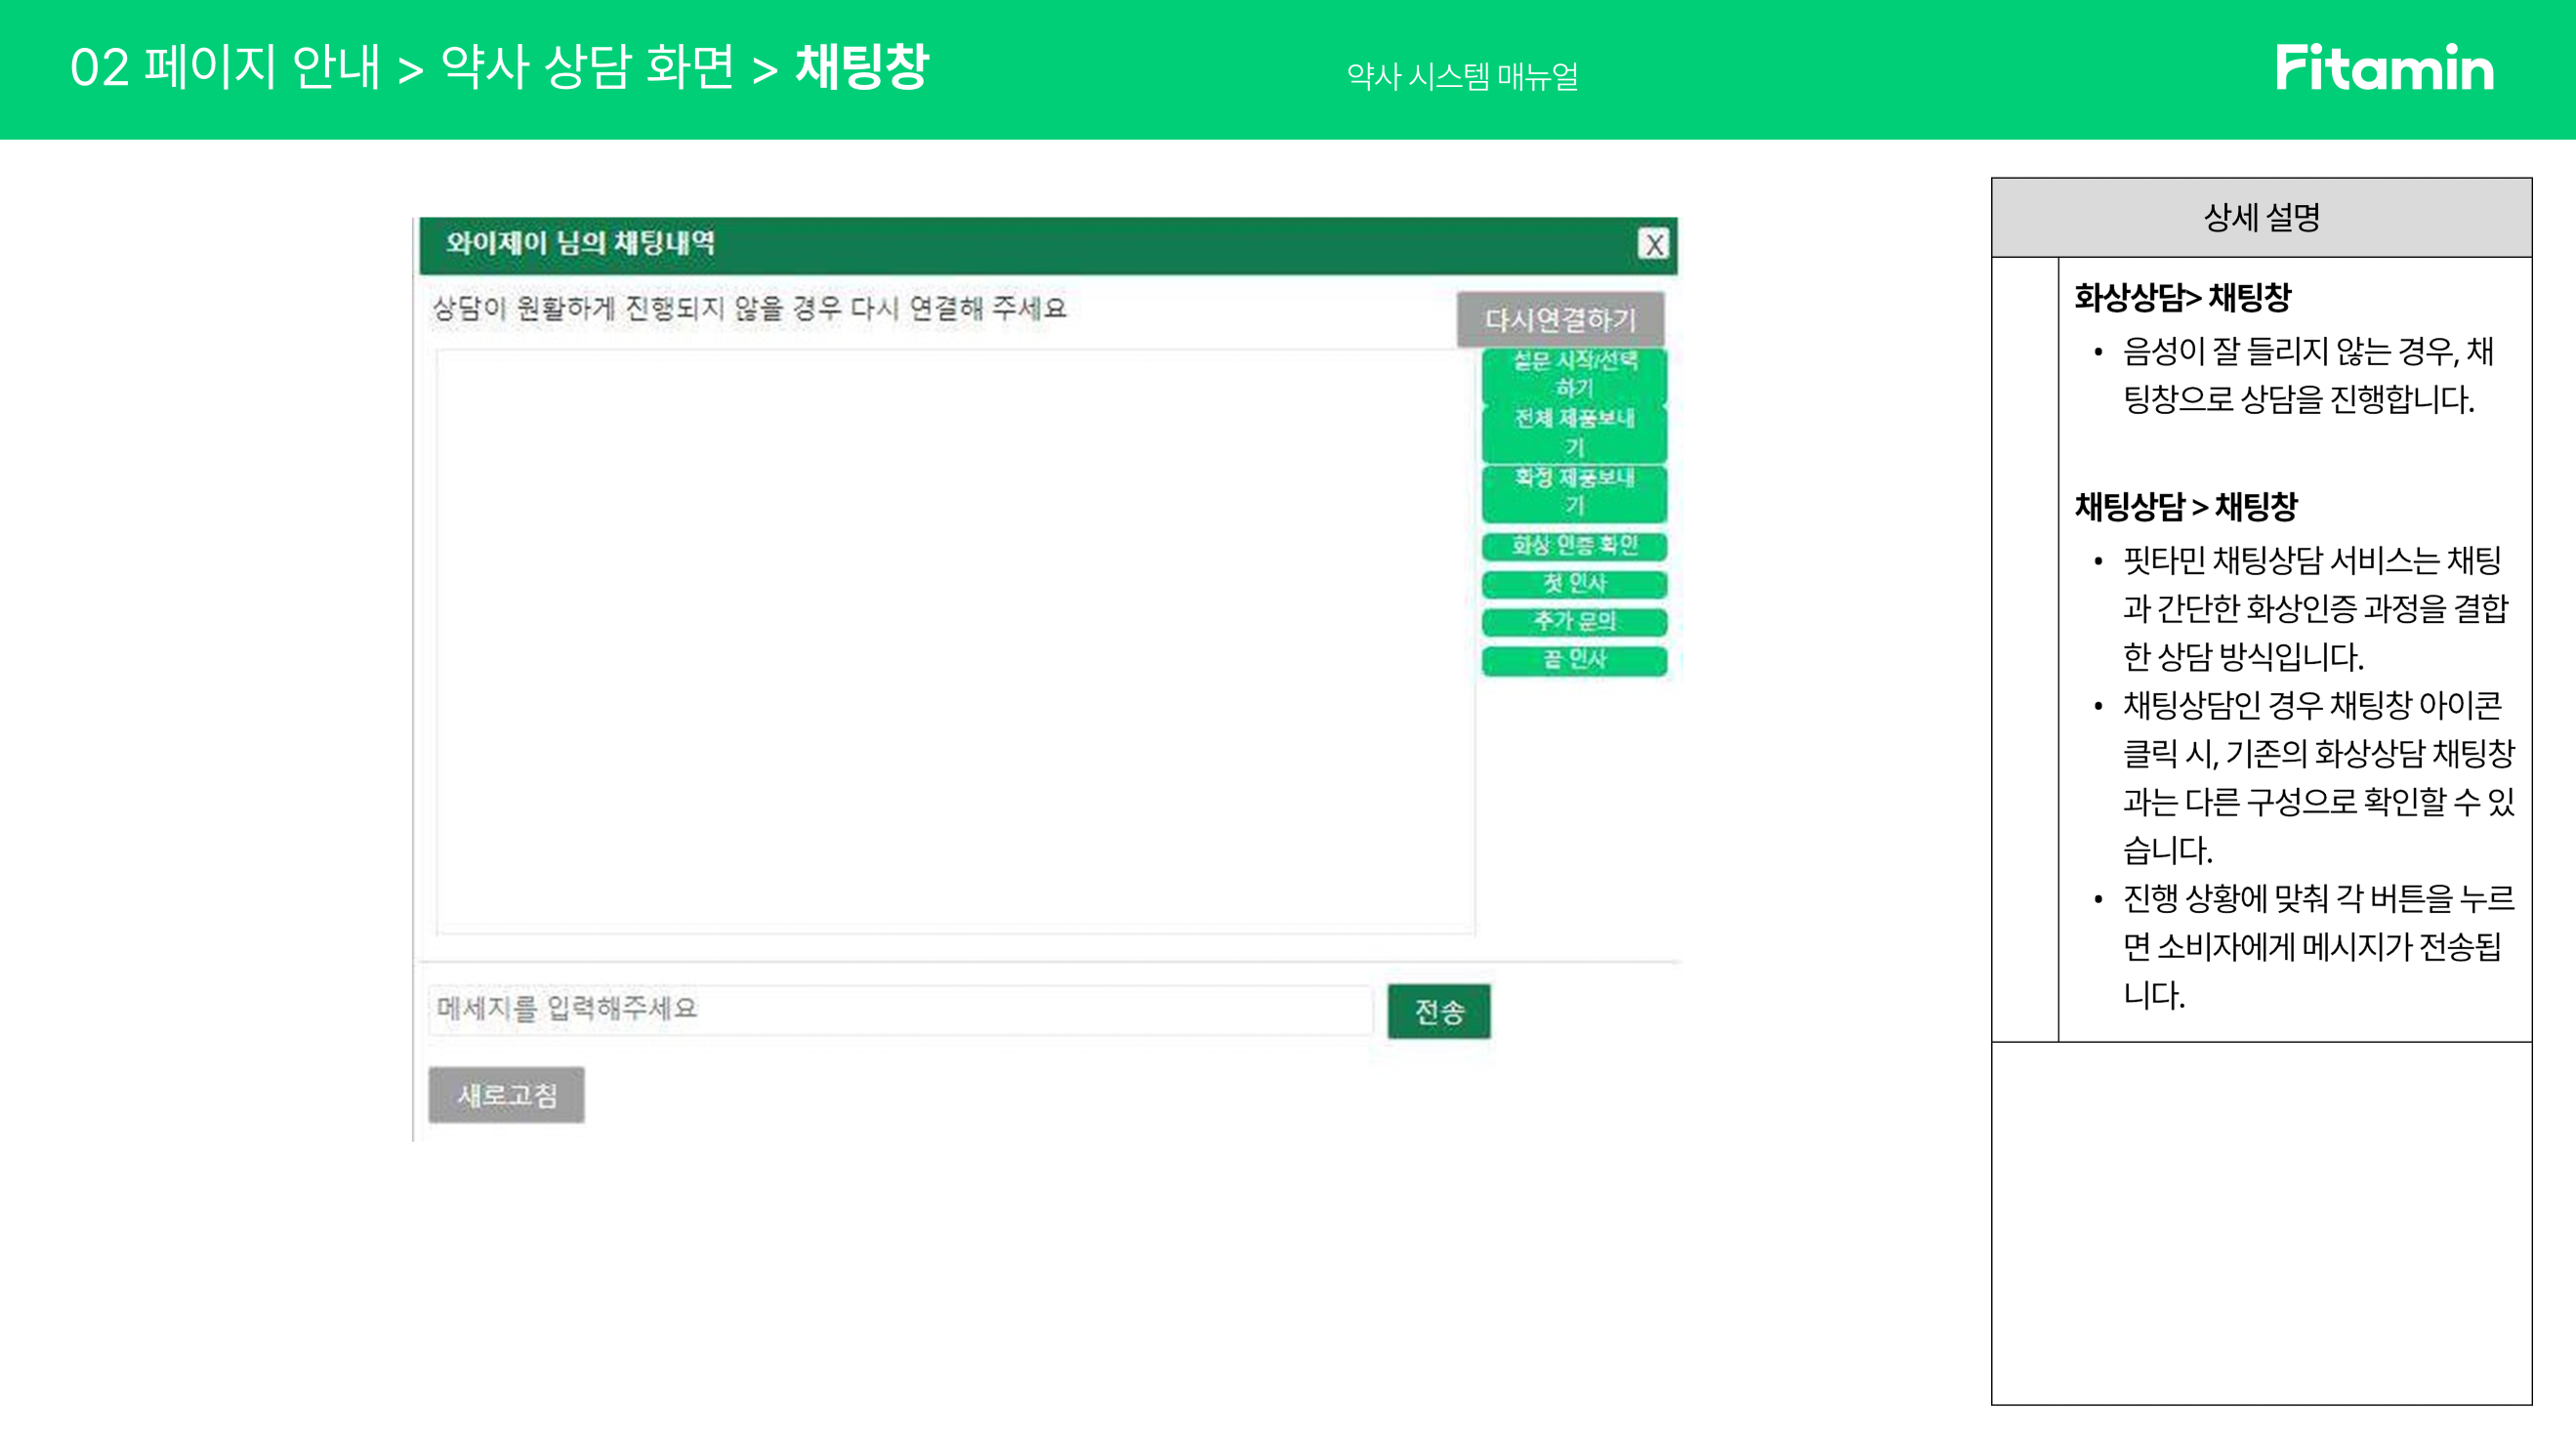 02 페이지 안내 > 약사 상담 화면 > 채팅창
약사 시스템 매뉴얼
Fitamin
와이제이 님의 채팅내역
X
상담이 원활하게 진행되지 않을 경우 다시 연결해 주세요
다시연결하기
설문 시작/선택
하기
전체 제품보내
기
확정 제품보내
기
화상 인증 확인
첫 인사
추가 문의
끝 인사
메세지를 입력해주세요
전송
새로고침
상세 설명
화상상담> 채팅창
• 음성이 잘 들리지 않는 경우, 채
팅창으로 상담을 진행합니다.
채팅상담 > 채팅창
• 핏타민 채팅상담 서비스는 채팅
과 간단한 화상인증 과정을 결합
한 상담 방식입니다.
• 채팅상담인 경우 채팅창 아이콘
클릭 시, 기존의 화상상담 채팅창
과는 다른 구성으로 확인할 수 있
습니다.
• 진행 상황에 맞춰 각 버튼을 누르
면 소비자에게 메시지가 전송됩
니다.